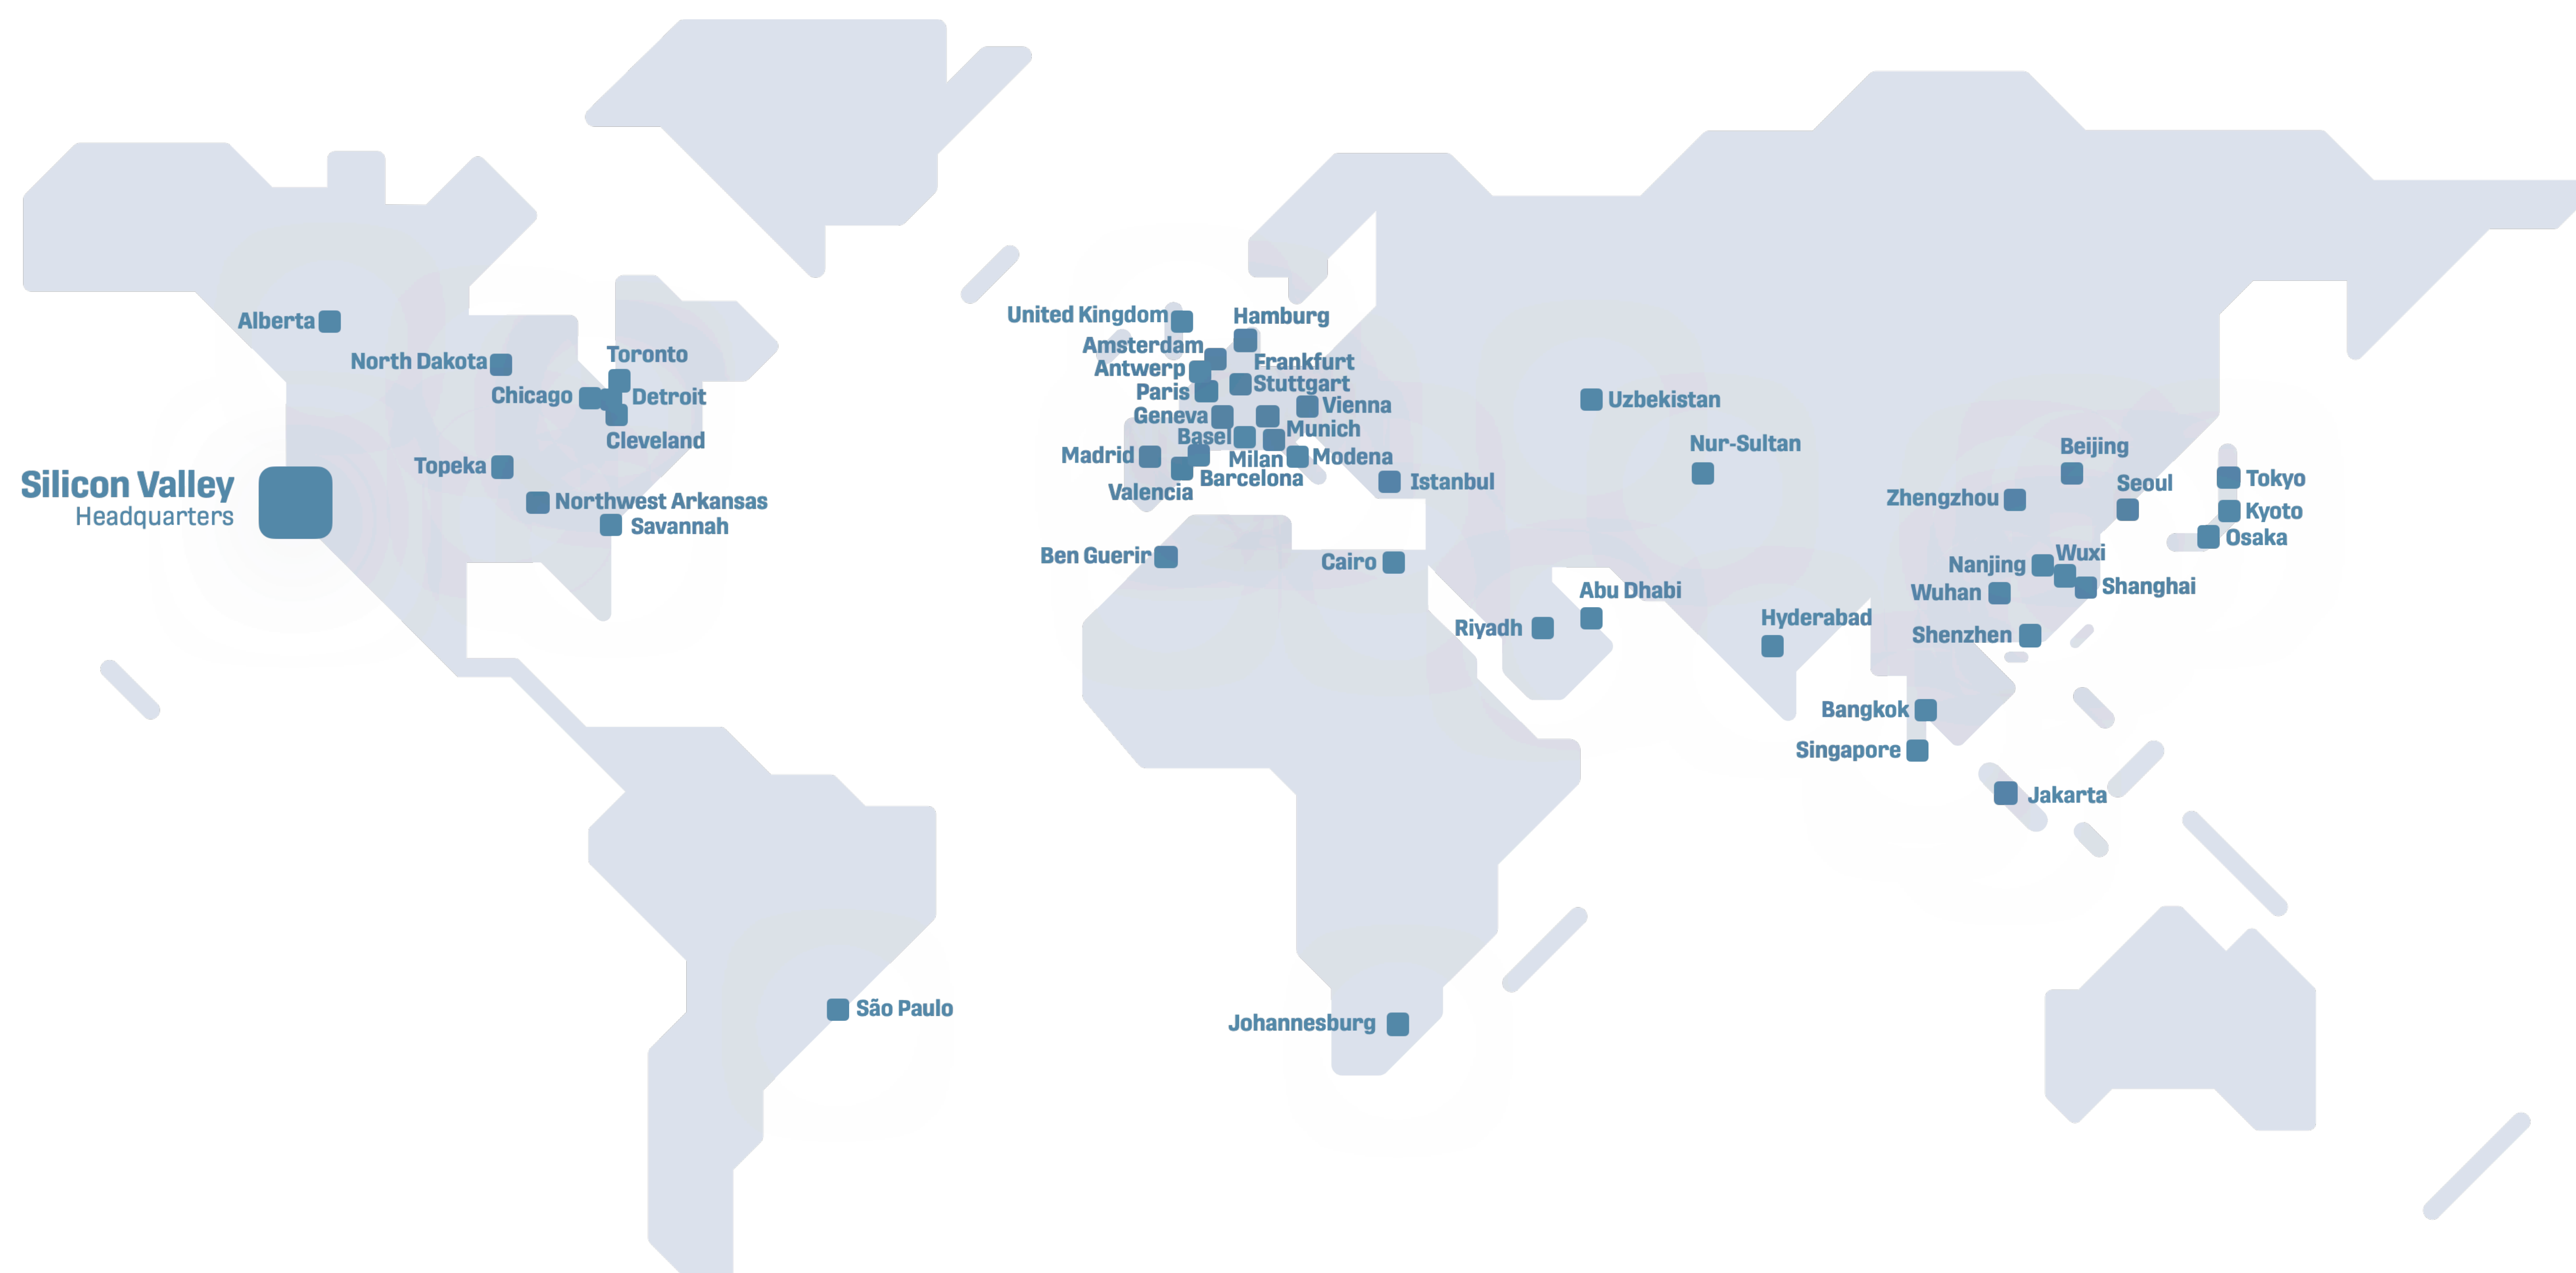 Alberta
North Dakota
Toronto
Chicago
Detroit
Cleveland
Topeka
Silicon Valley
Headquarters
Northwest Arkansas
Savannah
São Paulo
United Kingdom
Hamburg
Amsterdam
Frankfurt
Antwerp
Stuttgart
Paris
Vienna
Geneva
Munich
Basel
Madrid
Milan
Modena
Barcelona
Valencia
Istanbul
Ben Guerir
Cairo
Johannesburg
Uzbekistan
Nur-Sultan
Abu Dhabi
Riyadh
Hyderabad
Beijing
Seoul
Tokyo
Zhengzhou
Kyoto
Osaka
Wuxi
Nanjing
Shanghai
Wuhan
Shenzhen
Bangkok
Singapore
Jakarta